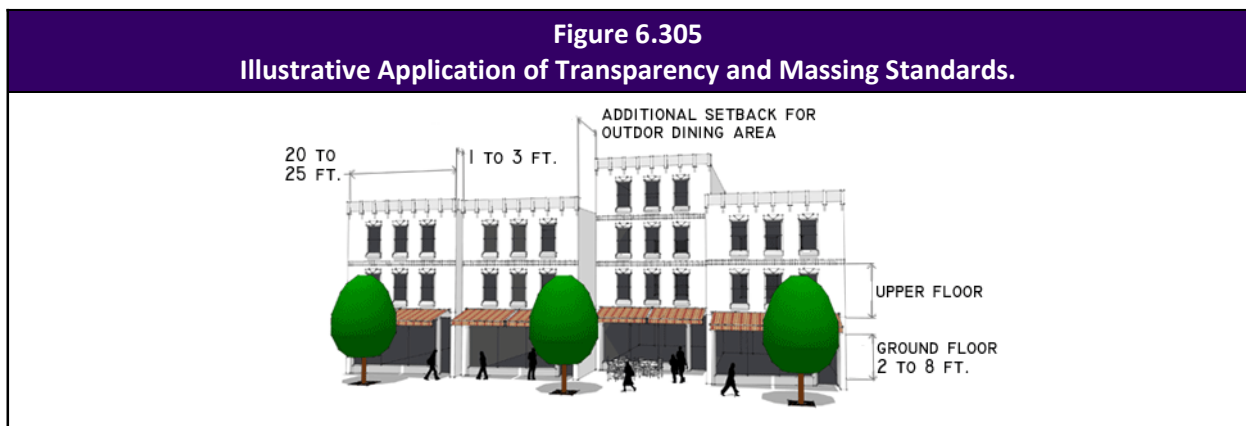 Figure 6.305
Illustrative Application of Transparency and Massing Standards.
ADDITIONAL SETBACK FOR
OUTDOR DINING AREA
20 TO
25 FT.
1 TO 3 FT.
UPPER FLOOR
GROUND FLOOR
2 TO 8 FT.